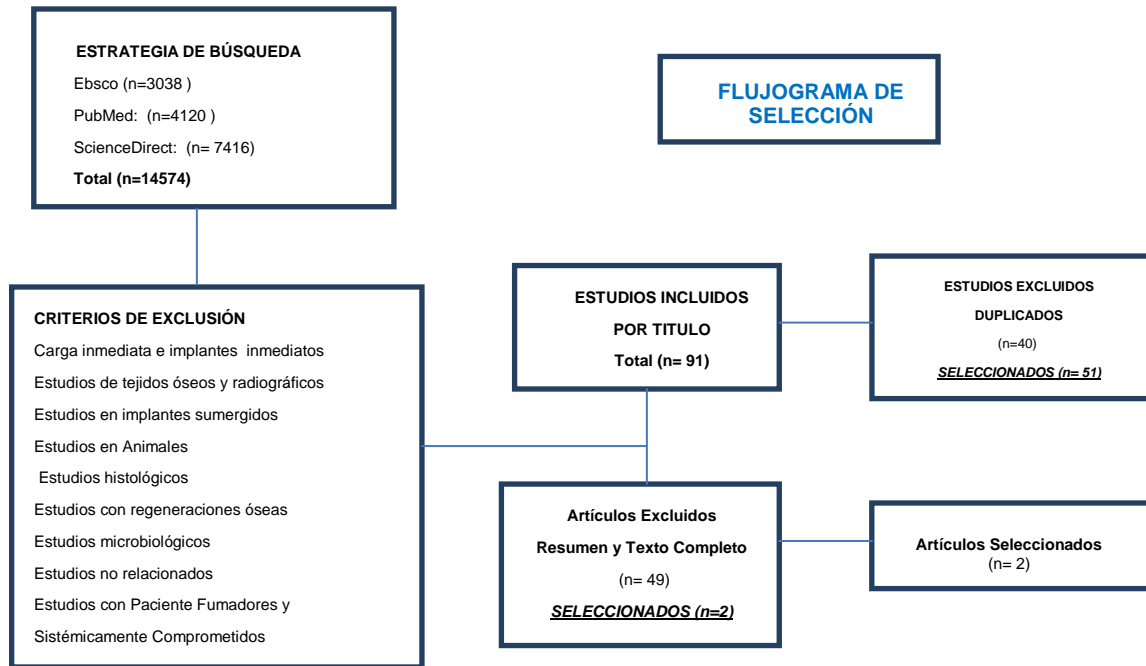 ESTRATEGIA DE BÚSQUEDA
Ebsco (n=3038 )
PubMed: (n=4120 )
ScienceDirect: (n= 7416)
Total (n=14574)
FLUJOGRAMA DE
SELECCIÓN
CRITERIOS DE EXCLUSIÓN
Carga inmediata e implantes inmediatos
Estudios de tejidos óseos y radiográficos
Estudios en implantes sumergidos
Estudios en Animales
Estudios histológicos
Estudios con regeneraciones óseas
Estudios microbiológicos
Estudios no relacionados
Estudios con Paciente Fumadores y
Sistémicamente Comprometidos
ESTUDIOS INCLUIDOS
POR TITULO
Total (n= 91)
ESTUDIOS EXCLUIDOS
DUPLICADOS
(n=40)
SELECCIONADOS (n= 51)
Artículos Excluidos
Resumen y Texto Completo
(n= 49)
SELECCIONADOS (n=2)
Artículos Seleccionados
(n= 2)